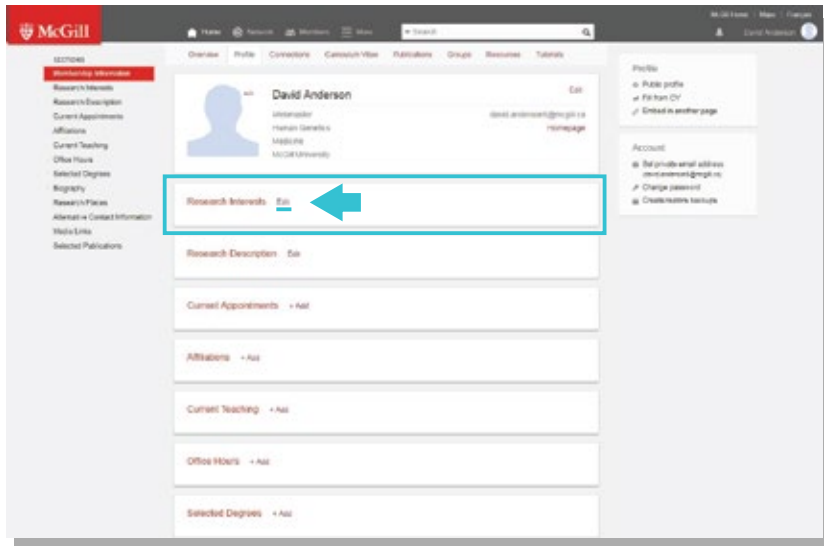 McGill
McGill Home | Maps | Français
Home Network Members More Search
David Anderson
SECTIONS
Membership Information
Research Interests
Research Description
Current Appointments
Affiliations
Current Teaching
Office Hours
Selected Degrees
Biography
Research Places
Alternative Contact Information
Media Links
Selected Publications
Overview Profile Connections Curriculum Vitae Publications Groups Resources Tutorials
David Anderson
Edit
Webmaster
Human Genetics
Homepage
Medicine
McGill University
Research Interests Edit
Research Description Edit
Current Appointments + Add
Affiliations + Add
Current Teaching + Add
Office Hours + Add
Selected Degrees + Add
Profile
Public profile
Fill from CV
Embed in another page
Account
Set private email address
Change password
Create/restore backups